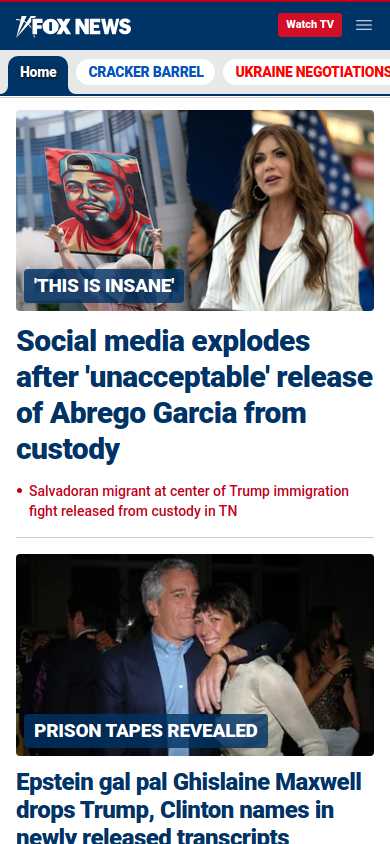 FOX NEWS
Watch TV
Home
CRACKER BARREL
UKRAINE NEGOTIATIONS
'THIS IS INSANE'
Social media explodes
after 'unacceptable' release
of Abrego Garcia from
custody
• Salvadoran migrant at center of Trump immigration
fight released from custody in TN
PRISON TAPES REVEALED
Epstein gal pal Ghislaine Maxwell
drops Trump, Clinton names in
newly released transcripts